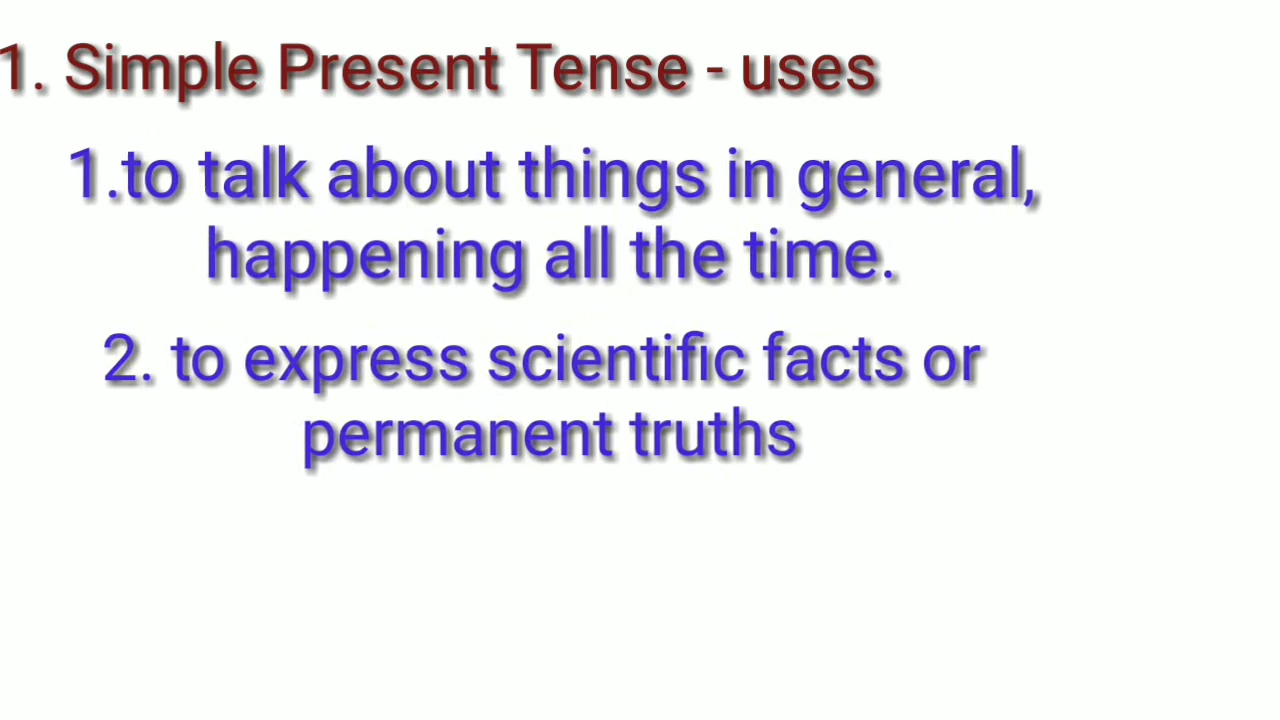 1. Simple Present Tense - uses
1.to talk about things in general,
happening all the time.
2. to express scientific facts or
permanent truths